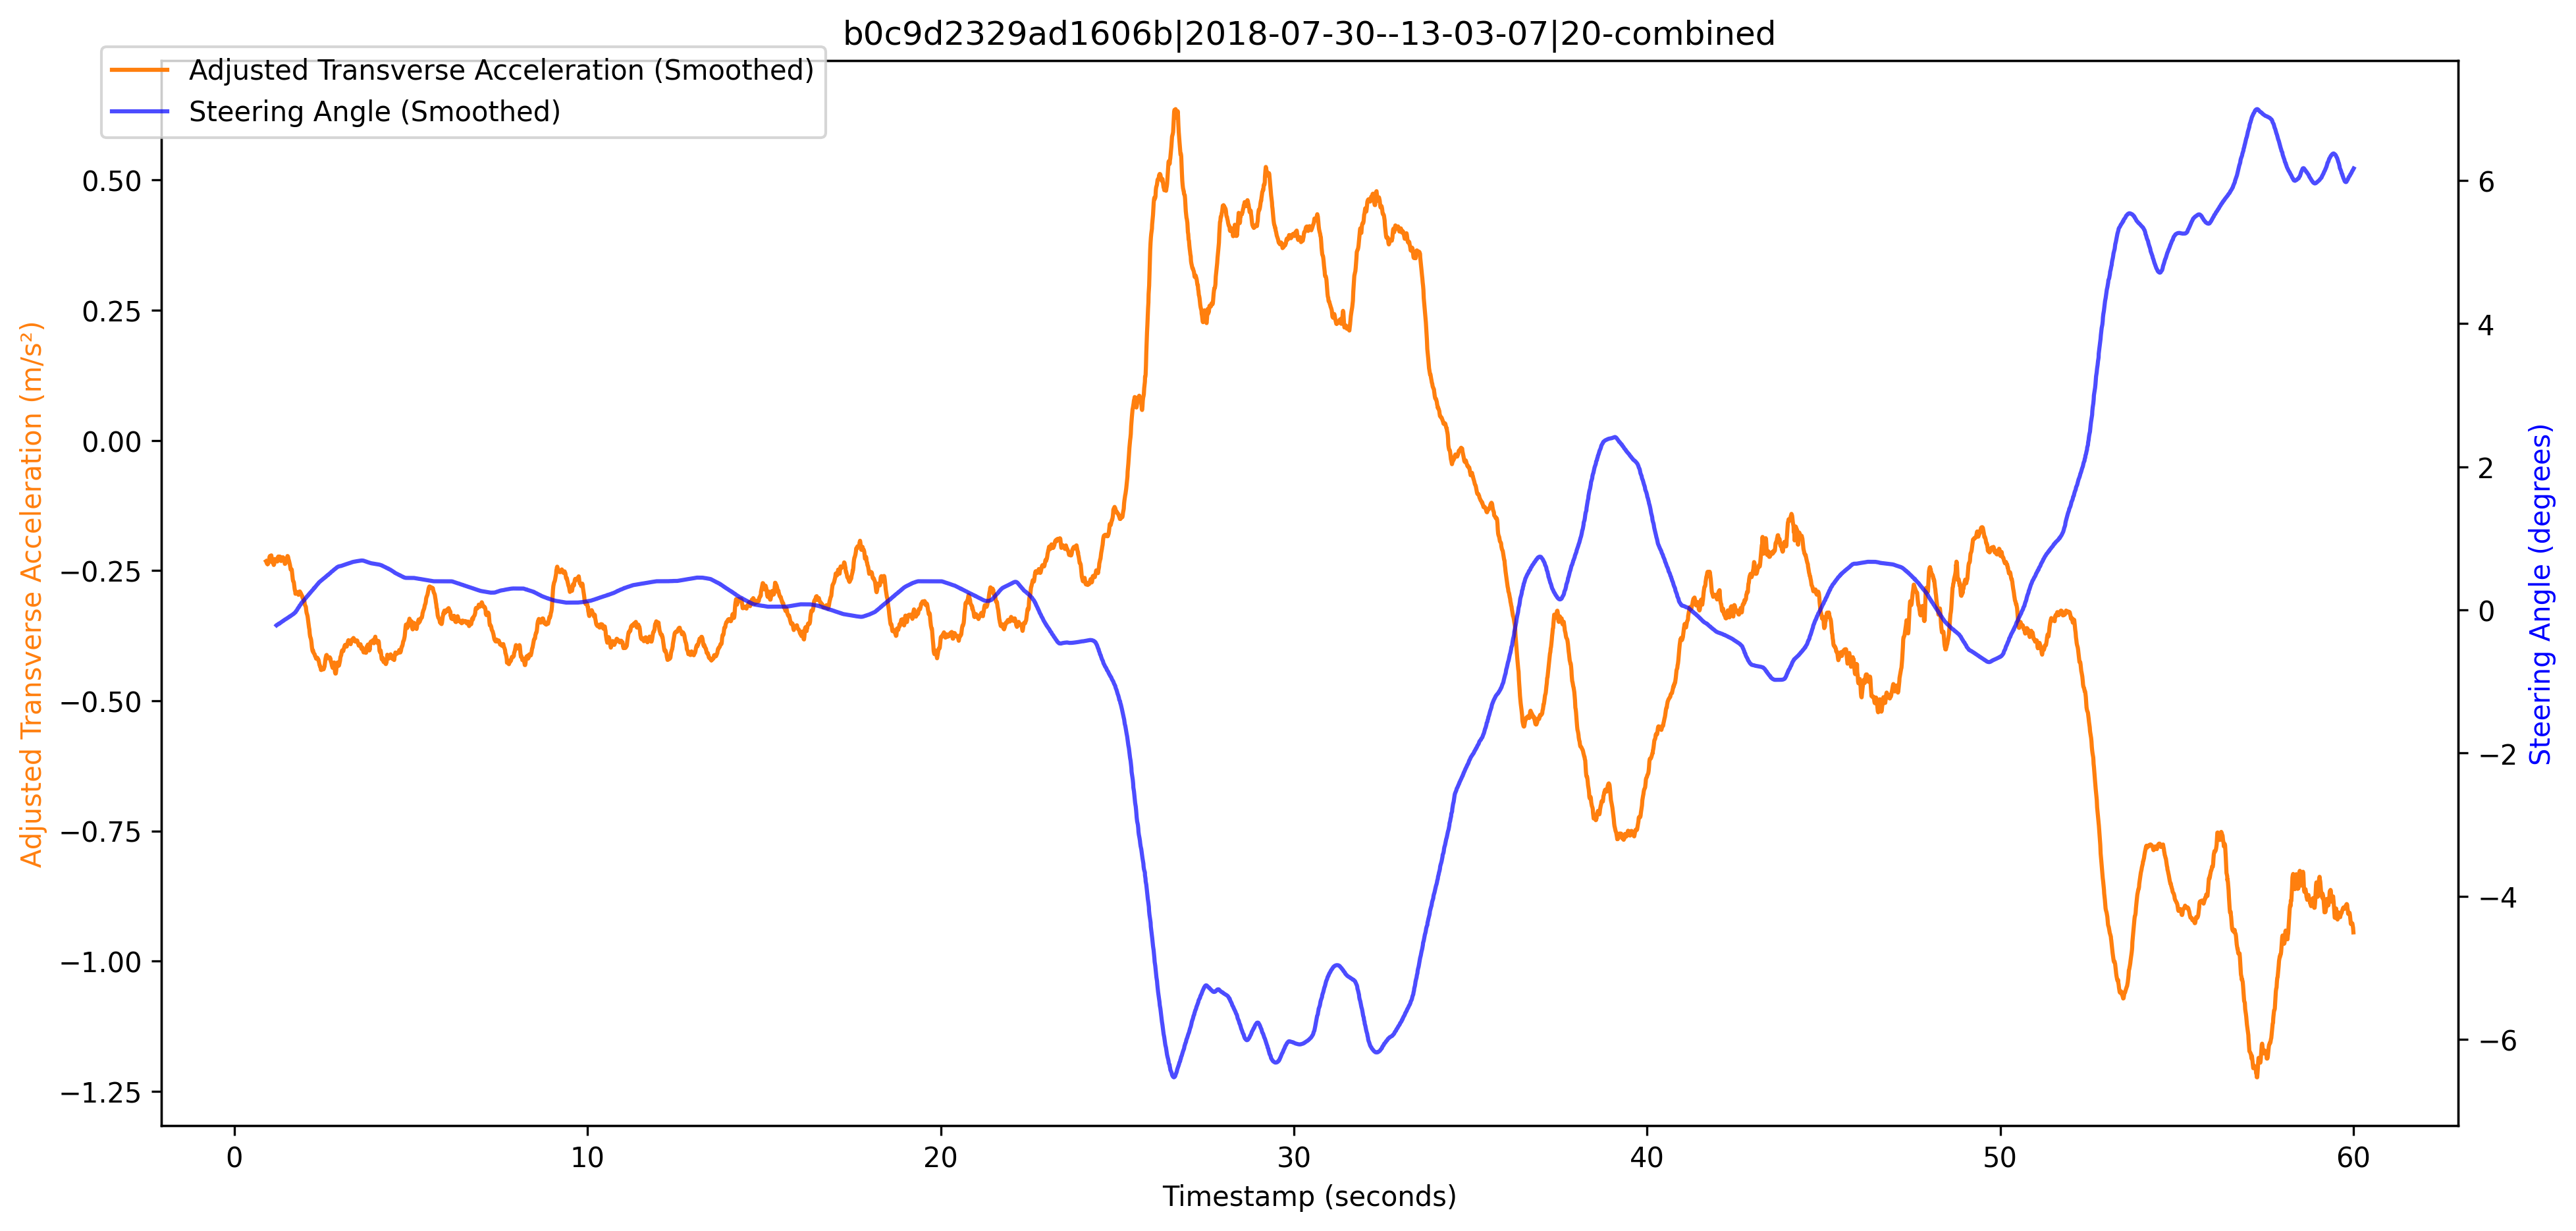 b0c9d2329ad1606b|2018-07-30--13-03-07|20-combined
Adjusted Transverse Acceleration (Smoothed)
Steering Angle (Smoothed)
Adjusted Transverse Acceleration (m/s²)
0.50
0.25
0.00
−0.25
−0.50
−0.75
−1.00
−1.25
6
4
2
0
−2
−4
−6
Steering Angle (degrees)
0 10 20 30 40 50 60
Timestamp (seconds)